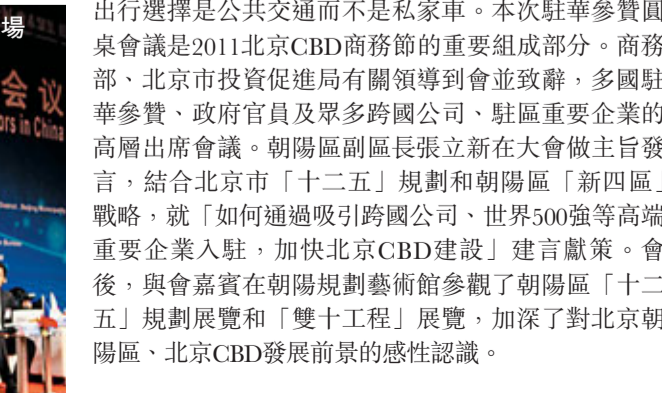 場
会议
rs in China
出行選擇是公共交通而不是私家車。本次駐華參贊圓
桌會議是2011北京CBD商務節的重要組成部分。商務
部、北京市投資促進局有關領導到會並致辭，多國駐
華參贊、政府官員及眾多跨國公司、駐區重要企業的
高層出席會議。朝陽區副區長張立新在大會做主旨發
言，結合北京市「十二五」規劃和朝陽區「新四區」
戰略，就「如何通過吸引跨國公司、世界500強等高端
重要企業入駐，加快北京CBD建設」建言獻策。會
後，與會嘉賓在朝陽規劃藝術館參觀了朝陽區「十二
五」規劃展覽和「雙十工程」展覽，加深了對北京朝
陽區、北京CBD發展前景的感性認識。